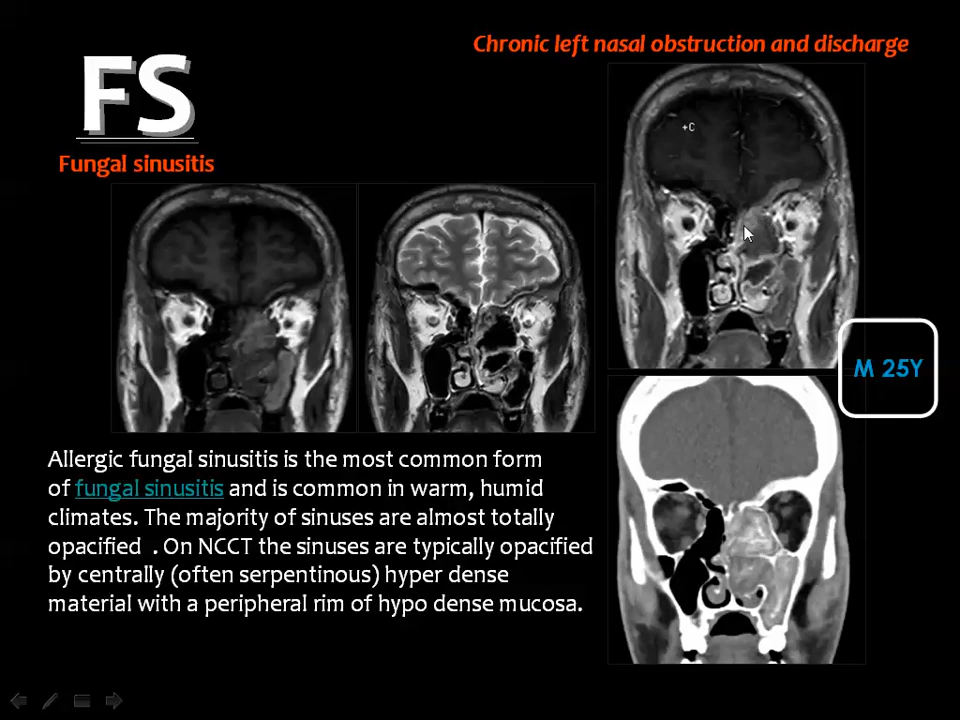 Chronic left nasal obstruction and discharge
FS
Fungal sinusitis
+C
M 25Y
Allergic fungal sinusitis is the most common form
of fungal sinusitis and is common in warm, humid
climates. The majority of sinuses are almost totally
opacified . On NCCT the sinuses are typically opacified
by centrally (often serpentinous) hyper dense
material with a peripheral rim of hypo dense mucosa.